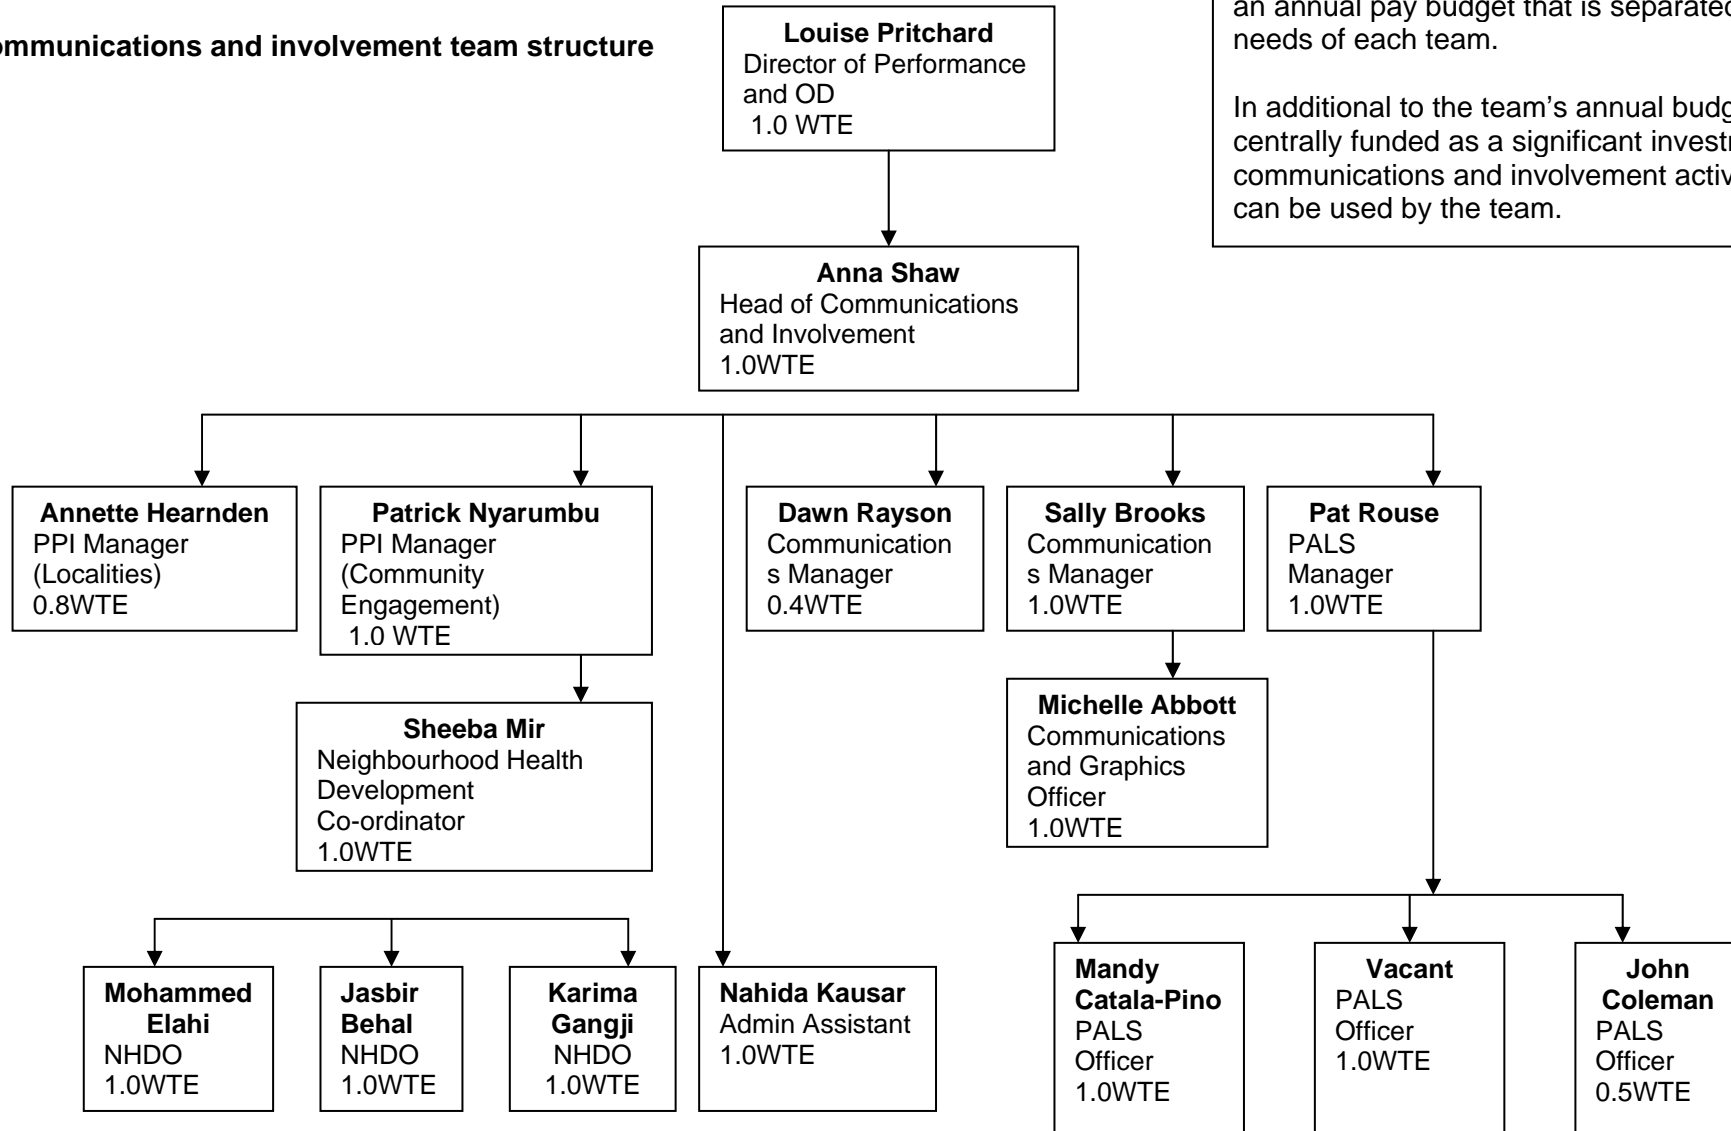 ommunications and involvement team structure
Louise Pritchard
Director of Performance
and OD
1.0 WTE
an annual pay budget that is separated
needs of each team.
In additional to the team's annual budg
centrally funded as a significant invest
communications and involvement activ
can be used by the team.
Anna Shaw
Head of Communications
and Involvement
1.0WTE
Annette Hearnden
PPI Manager
(Localities)
0.8WTE
Patrick Nyarumbu
PPI Manager
(Community
Engagement)
1.0 WTE
Dawn Rayson
Communication
s Manager
0.4WTE
Sally Brooks
Communication
s Manager
1.0WTE
Pat Rouse
PALS
Manager
1.0WTE
Sheeba Mir
Neighbourhood Health
Development
Co-ordinator
1.0WTE
Michelle Abbott
Communications
and Graphics
Officer
1.0WTE
Mohammed
Elahi
NHDO
1.0WTE
Jasbir
Behal
NHDO
1.0WTE
Karima
Gangji
NHDO
1.0WTE
Nahida Kausar
Admin Assistant
1.0WTE
Mandy
Catala-Pino
PALS
Officer
1.0WTE
Vacant
PALS
Officer
1.0WTE
John
Coleman
PALS
Officer
0.5WTE